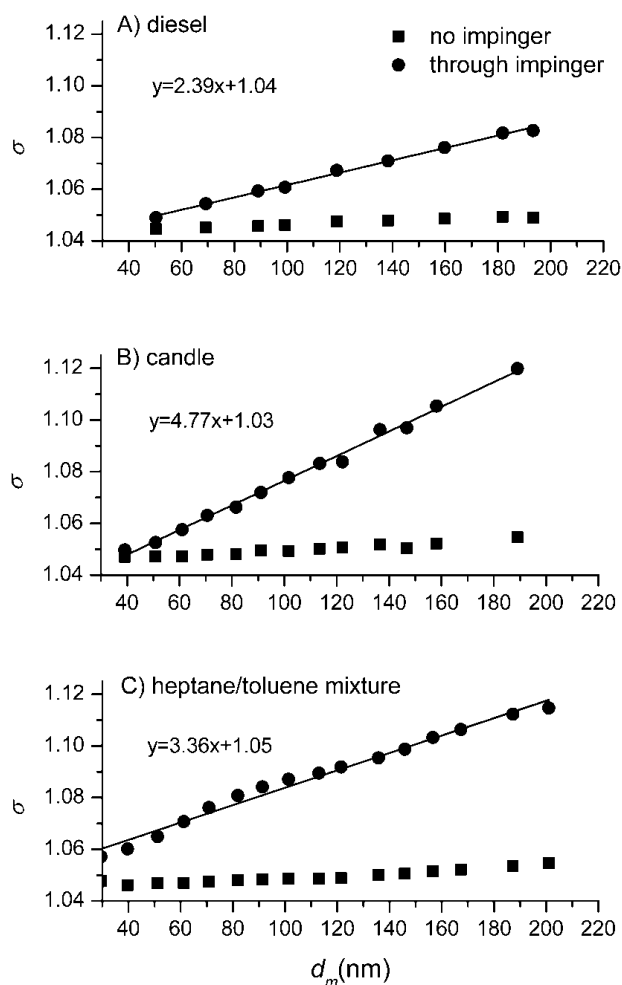 A) diesel
no impinger
through impinger
y=2.39x+1.04
σ
1.12
1.10
1.08
1.06
1.04
40 60 80 100 120 140 160 180 200 220
B) candle
y=4.77x+1.03
σ
1.12
1.10
1.08
1.06
1.04
40 60 80 100 120 140 160 180 200 220
C) heptane/toluene mixture
y=3.36x+1.05
σ
1.12
1.10
1.08
1.06
1.04
40 60 80 100 120 140 160 180 200 220
dm(nm)